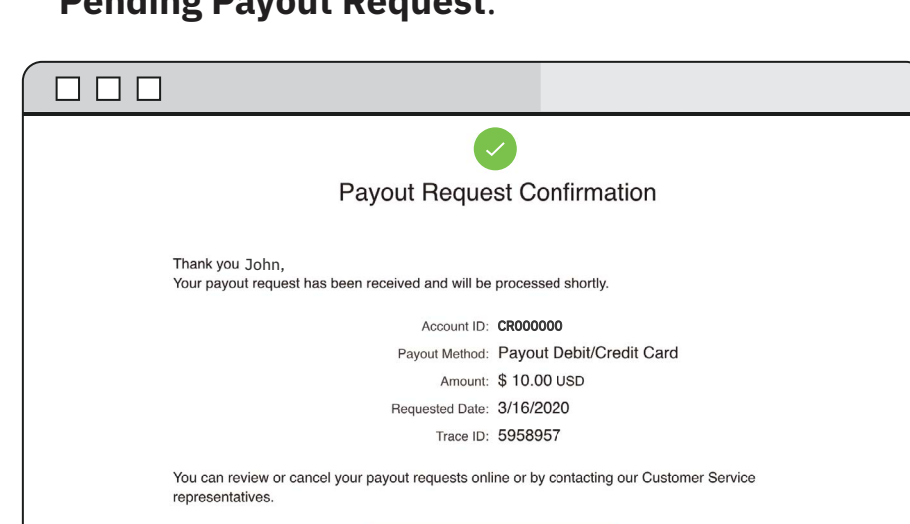 Pending Payout Request.
Payout Request Confirmation
Thank you John,
Your payout request has been received and will be processed shortly.
Account ID: CR000000
Payout Method: Payout Debit/Credit Card
Amount: $ 10.00 USD
Requested Date: 3/16/2020
Trace ID: 5958957
You can review or cancel your payout requests online or by contacting our Customer Service
representatives.